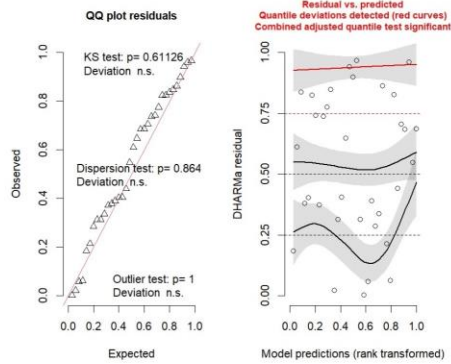 QQ plot residuals
KS test: p= 0.61126
Deviation n.s.
Dispersion test: p= 0.864
Deviation n.s.
Outlier test: p= 1
Deviation n.s.
Observed
0.0
0.2
0.4
0.6
0.8
1.0
0.0 0.2 0.4 0.6 0.8 1.0
Expected
Residual vs. predicted
Quantile deviations detected (red curves)
Combined adjusted quantile test significant
DHARMa residual
0.00
0.25
0.50
0.75
1.00
0.0 0.2 0.4 0.6 0.8 1.0
Model predictions (rank transformed)